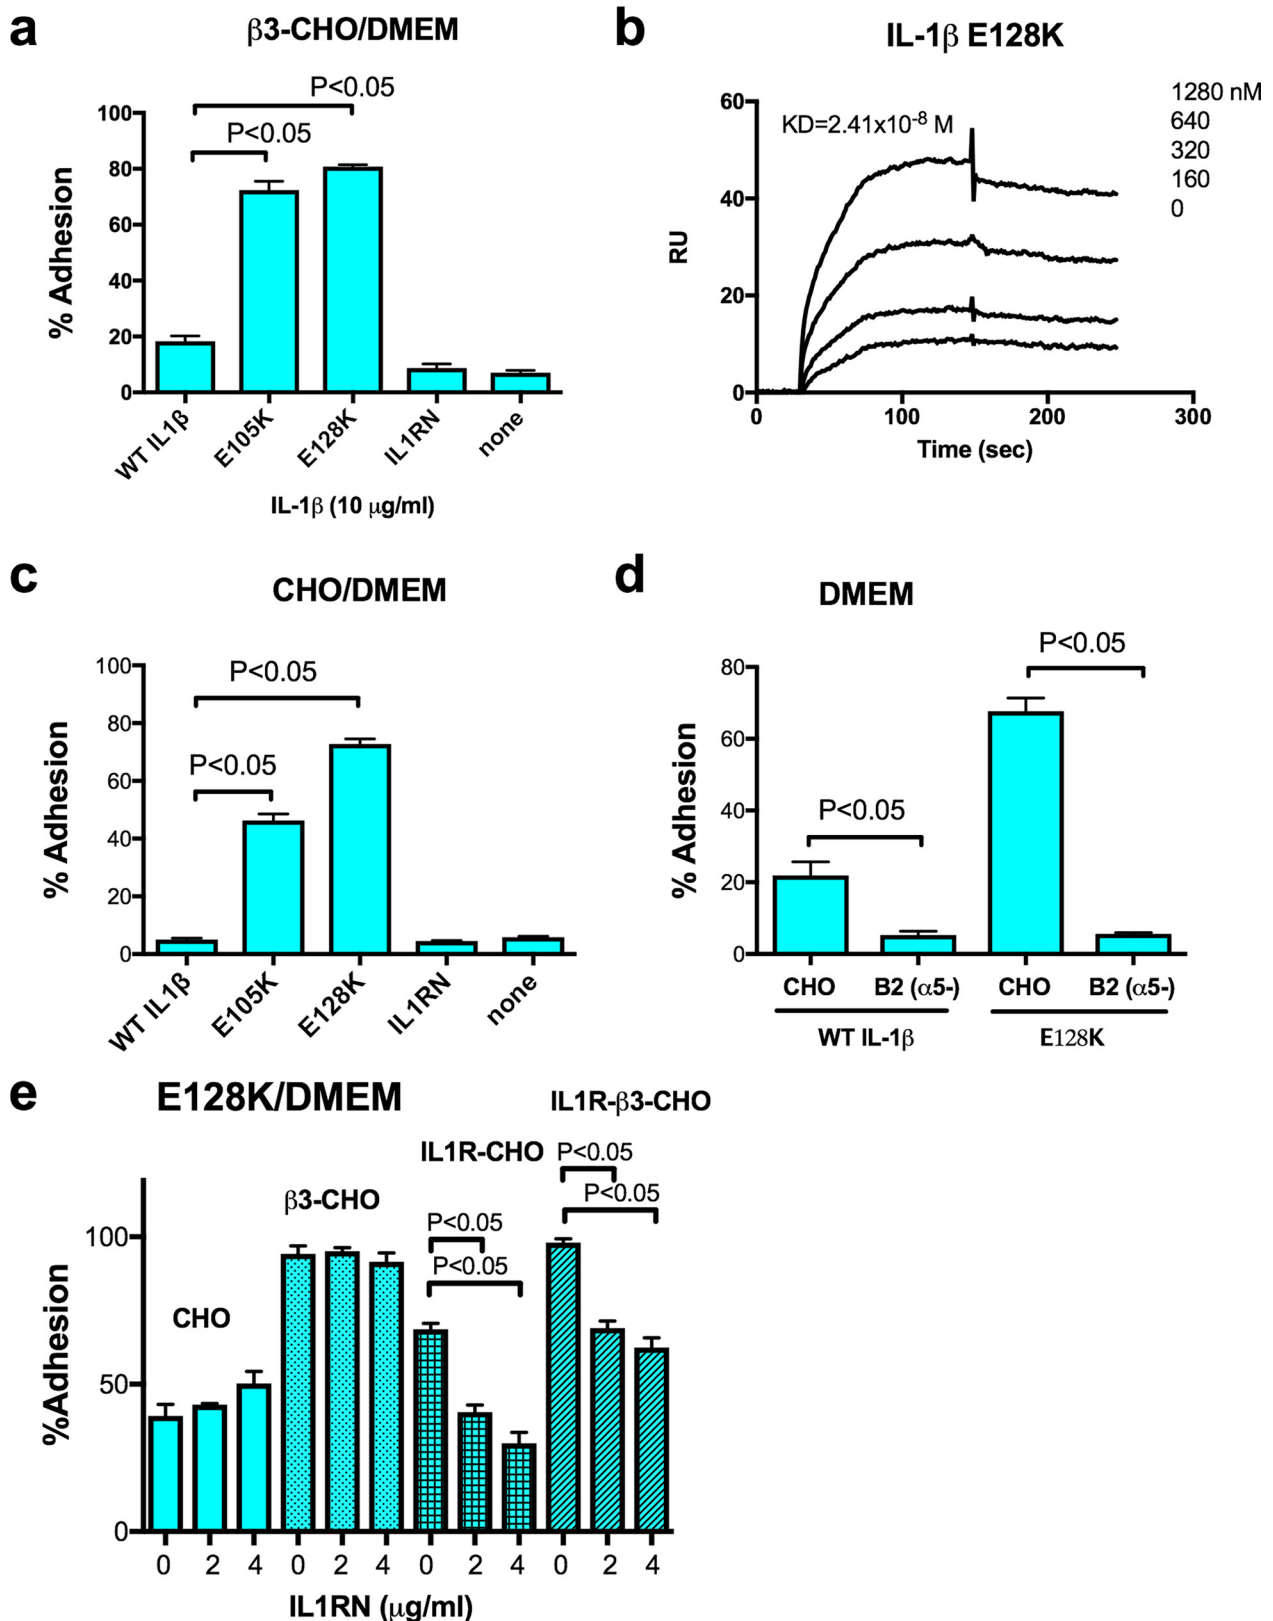 a
β3-CHO/DMEM
P<0.05
P<0.05
100
80
60
40
20
0
% Adhesion
WT IL1β
E105K
E128K
IL1RN
none
IL-1β (10 μg/ml)
b
IL-1β E128K
1280 nM
640
320
160
0
KD=2.41x10-8 M
60
40
20
0
RU
0
100
200
300
Time (sec)
c
CHO/DMEM
P<0.05
P<0.05
100
80
60
40
20
0
% Adhesion
WT IL1β
E105K
E128K
IL1RN
none
d
DMEM
P<0.05
P<0.05
80
60
40
20
0
% Adhesion
CHO
B2 (α5-)
CHO
B2 (α5-)
WT IL-1β
E128K
e
E128K/DMEM
IL1R-β3-CHO
IL1R-CHO
β3-CHO
CHO
P<0.05
P<0.05
P<0.05
P<0.05
100
50
0
%Adhesion
0 2 4 0 2 4 0 2 4 0 2 4
IL1RN (μg/ml)